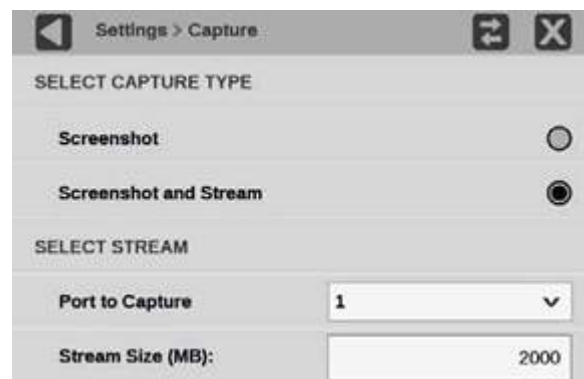 Settings > Capture
SELECT CAPTURE TYPE
Screenshot
Screenshot and Stream
SELECT STREAM
Port to Capture 1
Stream Size (MB): 2000